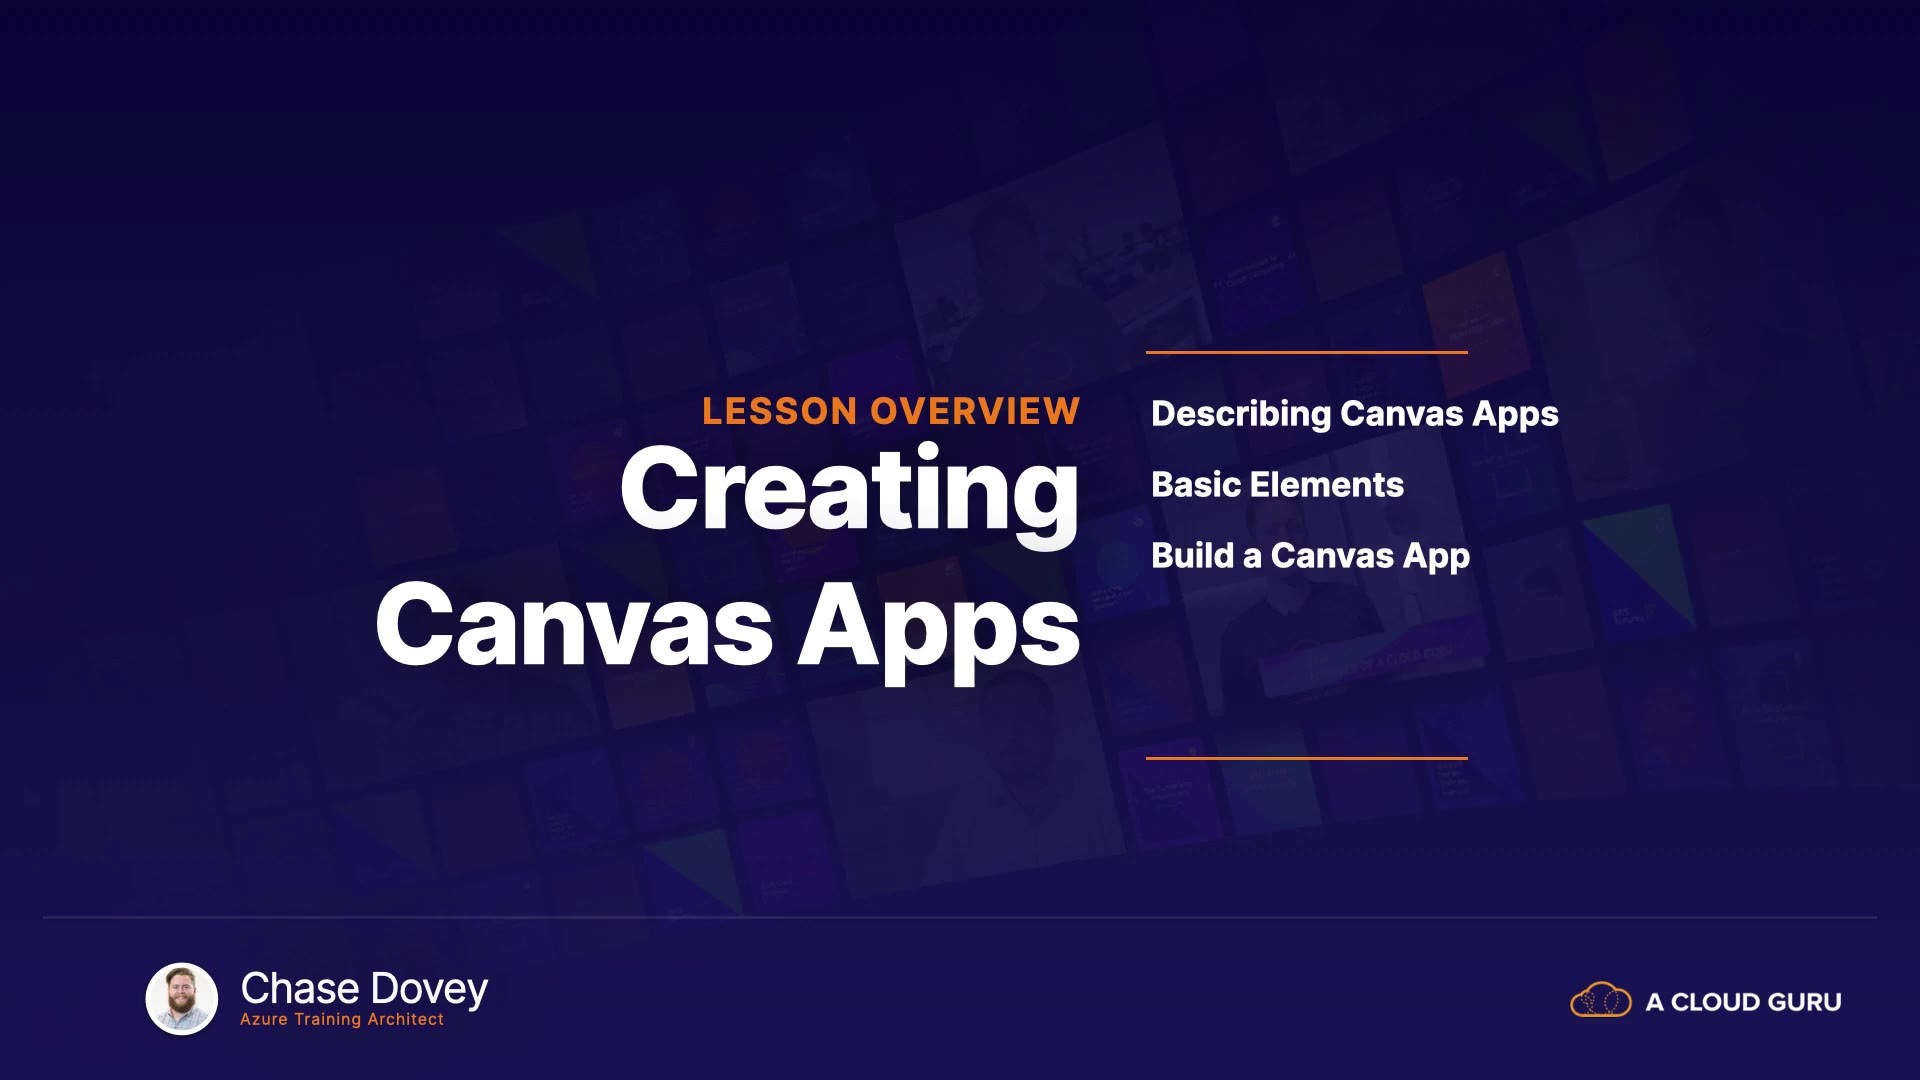 LESSON OVERVIEW
Creating
Canvas Apps
Describing Canvas Apps
Basic Elements
Build a Canvas App
Chase Dovey
Azure Training Architect
A CLOUD GURU